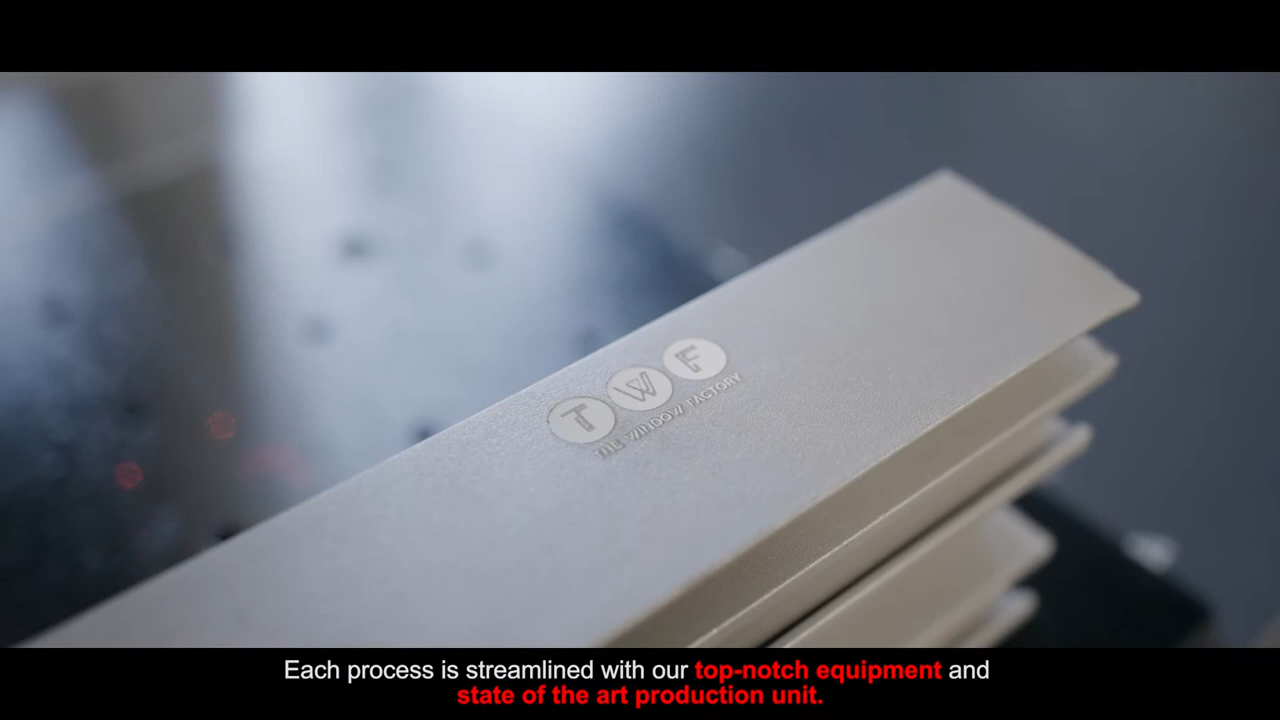 T W F
THE WINDOW FACTORY
Each process is streamlined with our top-notch equipment and
state of the art production unit.